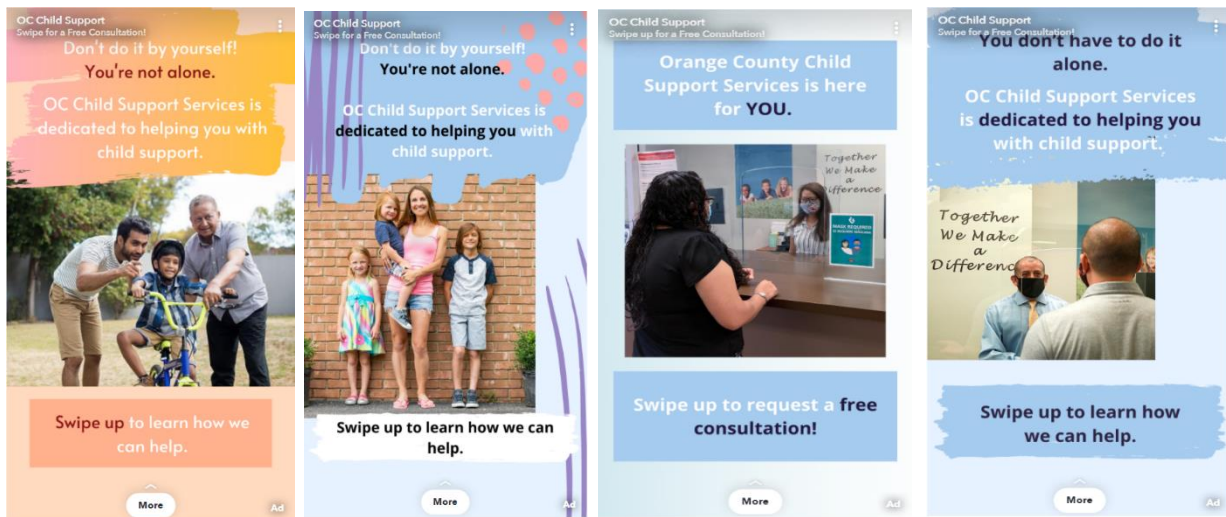 OC Child Support
Swipe for a Free Consultation!
Don't do it by yourself!
You're not alone.
OC Child Support Services is
dedicated to helping you with
child support.
Swipe up to learn how we
can help.
More
Ad
OC Child Support
Swipe for a Free Consultation!
Don't do it by yourself!
You're not alone.
OC Child Support Services is
dedicated to helping you with
child support.
Swipe up to learn how we can
help.
More
Ad
OC Child Support
Swipe up for a Free Consultation!
Orange County Child
Support Services is here
for YOU.
Together
We Make
a
Difference
MASK REQUIRED
Swipe up to request a free
consultation!
More
Ad
OC Child Support
Swipe for a Free Consultation!
You don't have to do it
alone.
OC Child Support Services
is dedicated to helping you
with child support.
Together
We Make
a
Differenc
Swipe up to learn how
we can help.
More
Ad